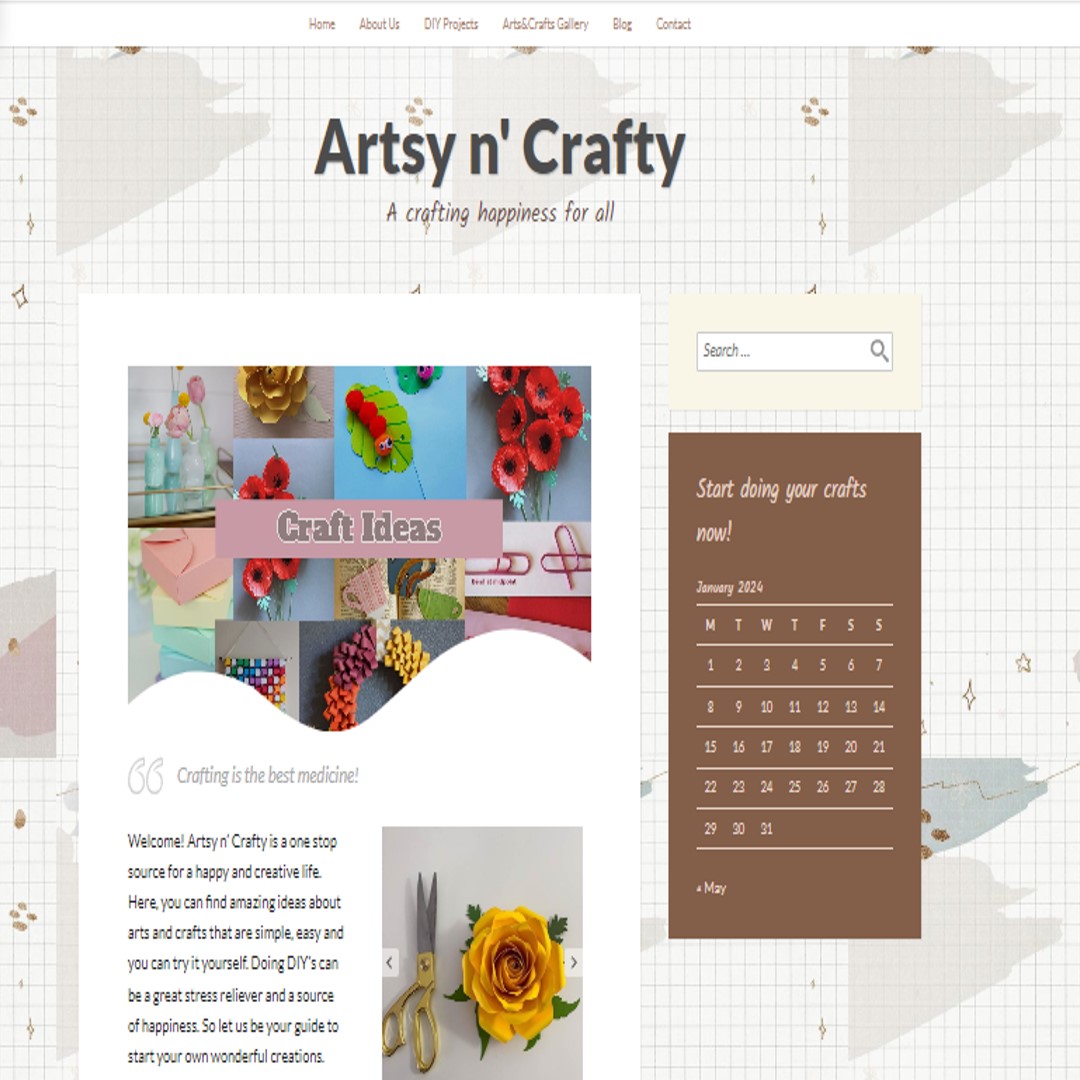 Home About Us DIY Projects Arts&Crafts Gallery Blog Contact
Artsy n' Crafty
A crafting happiness for all
Search ...
Craft Ideas
Crafting is the best medicine!
Welcome! Artsy n' Crafty is a one stop
source for a happy and creative life.
Here, you can find amazing ideas about
arts and crafts that are simple, easy and
you can try it yourself. Doing DIY's can
be a great stress reliever and a source
of happiness. So let us be your guide to
start your own wonderful creations.
Start doing your crafts
now!
January 2024
M T W T F S S
1 2 3 4 5 6 7
8 9 10 11 12 13 14
15 16 17 18 19 20 21
22 23 24 25 26 27 28
29 30 31
« May